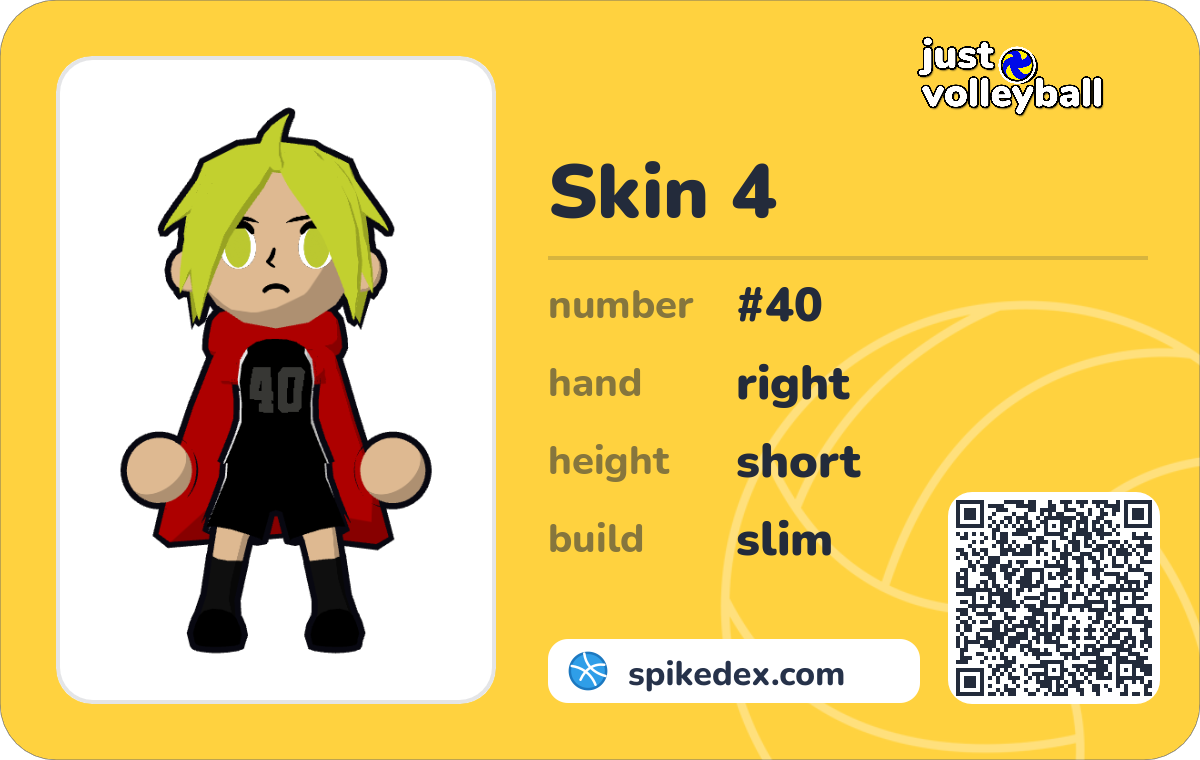 just
volleyball
Skin 4
number #40
hand right
height short
build slim
40
spikedex.com